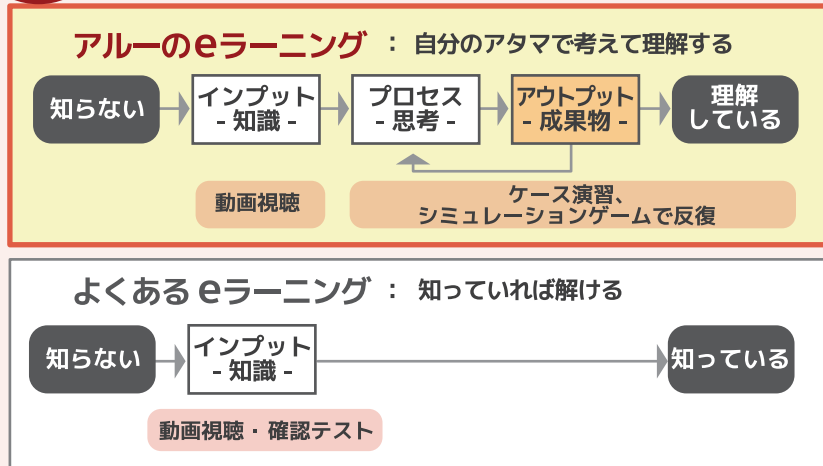 アルーのeラーニング : 自分のアタマで考えて理解する
知らない
インプット
- 知識 -
プロセス
- 思考 -
アウトプット
- 成果物 -
理解
している
動画視聴
ケース演習、
シミュレーションゲームで反復
よくある eラーニング : 知っていれば解ける
知らない
インプット
- 知識 -
知っている
動画視聴・確認テスト